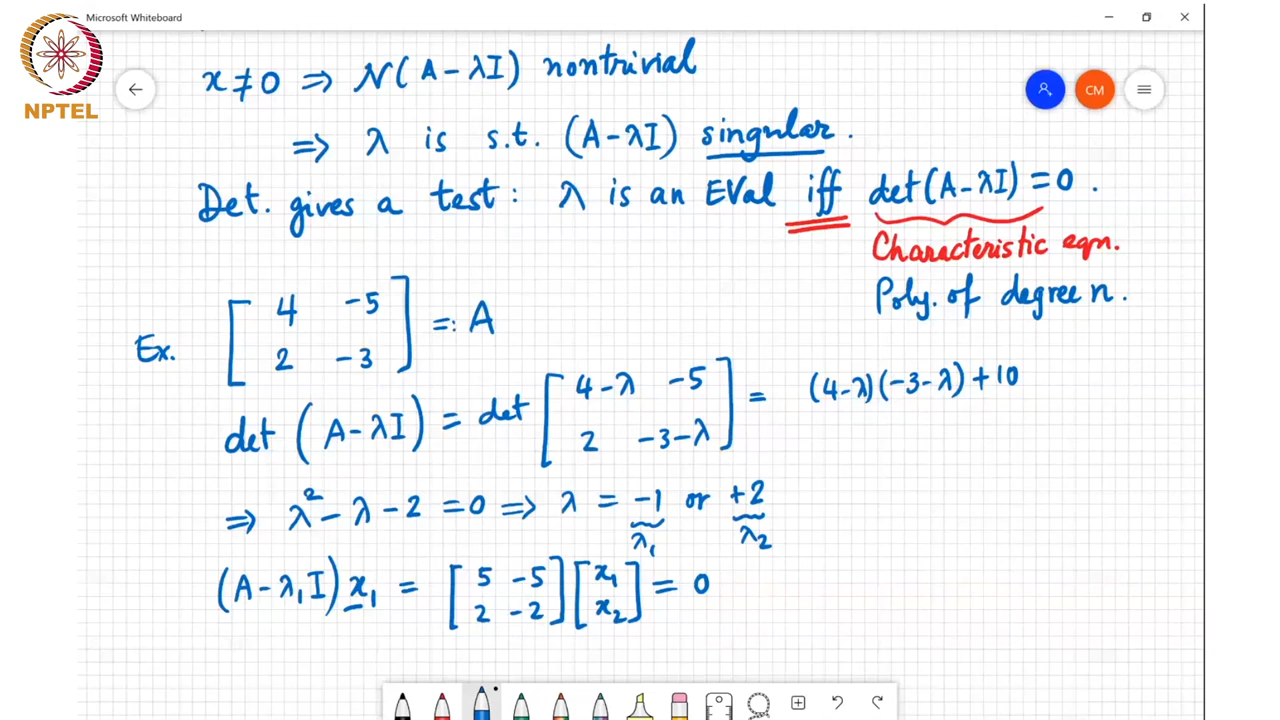 Microsoft Whiteboard
NPTEL
CM
x ≠ 0 ⇒ N(A - λI) nontrivial
⇒ λ is s.t. (A - λI) singular.
Det. gives a test: λ is an EVal iff det(A - λI) = 0.
Characteristic eqn.
Poly. of degree n.
Ex. [4 -5; 2 -3] =: A
det (A - λI) = det [4-λ -5; 2 -3-λ] = (4-λ)(-3-λ)+10
⇒ λ² - λ - 2 = 0 ⇒ λ = -1 or +2
λ₁ λ₂
(A - λ₁I) x₁ = [5 -5; 2 -2] [x₁; x₂] = 0